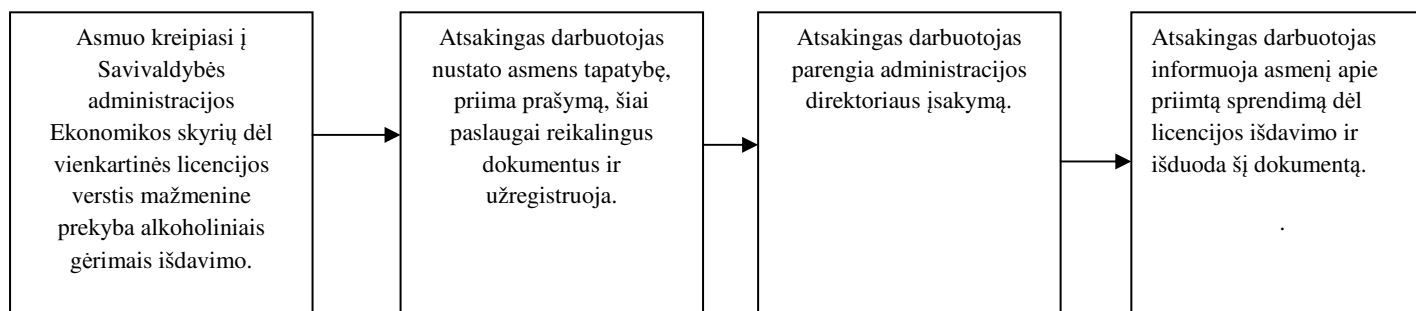 Asmuo kreipiasi į
Savivaldybės
administracijos
Ekonomikos skyrių dėl
vienkartinės licencijos
verstis mažmenine
prekyba alkoholiniais
gėrimais išdavimo.
Atsakingas darbuotojas
nustato asmens tapatybę,
priima prašymą, šiai
paslaugai reikalingus
dokumentus ir
užregistruoja.
Atsakingas darbuotojas
parengia administracijos
direktoriaus įsakymą.
Atsakingas darbuotojas
informuoja asmenį apie
priimtą sprendimą dėl
licencijos išdavimo ir
išduoda šį dokumentą.
.